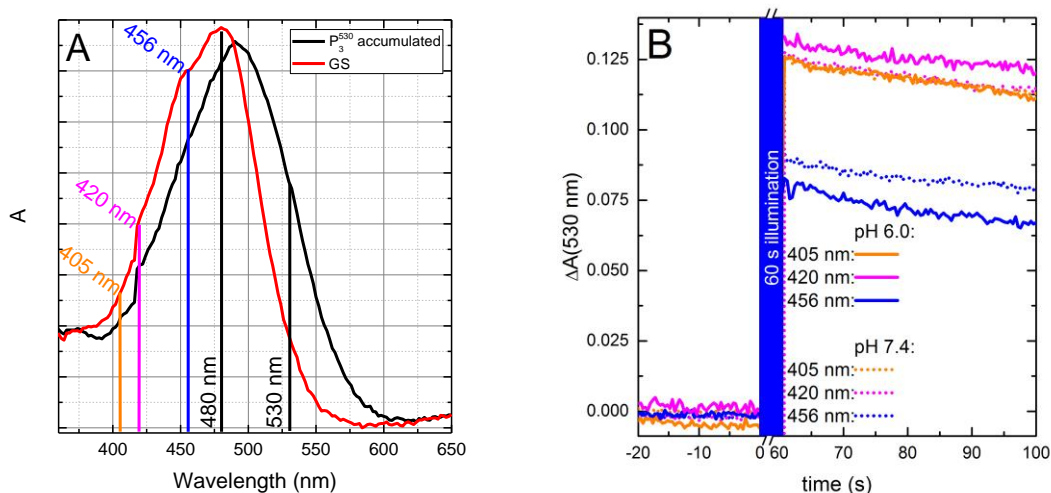 A
P₃⁵³⁰ accumulated
GS
456 nm
420 nm
405 nm
480 nm
530 nm
A
400 450 500 550 600 650
Wavelength (nm)
B
0.125
0.100
0.075
0.050
0.025
0.000
ΔA(530 nm)
60 s illumination
pH 6.0:
405 nm:
420 nm:
456 nm:
pH 7.4:
405 nm:
420 nm:
456 nm:
-20 -10 0 60 70 80 90 100
time (s)